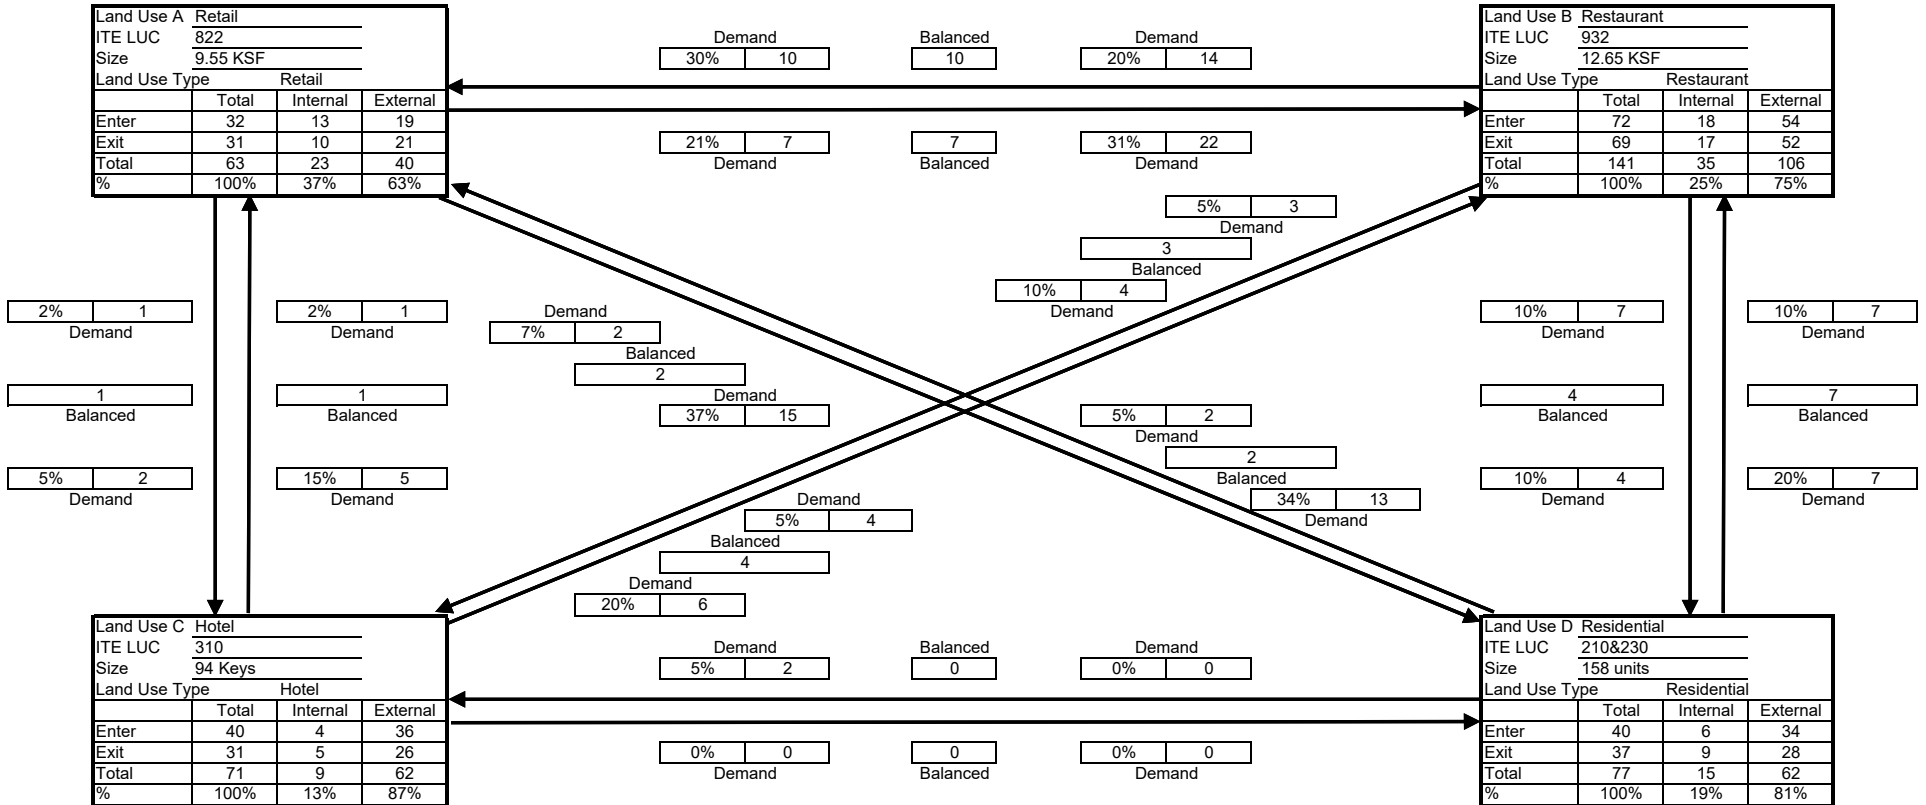 Land Use A Retail
ITE LUC 822
Size 9.55 KSF
Land Use Type Retail
Total Internal External
Enter 32 13 19
Exit 31 10 21
Total 63 23 40
% 100% 37% 63%
Demand Balanced Demand
30% 10 10 20% 14
21% 7 7 31% 22
Demand Balanced Demand
Land Use B Restaurant
ITE LUC 932
Size 12.65 KSF
Land Use Type Restaurant
Total Internal External
Enter 72 18 54
Exit 69 17 52
Total 141 35 106
% 100% 25% 75%
5% 3
Demand
3
Balanced
10% 4
Demand
2% 1
Demand
1
Balanced
5% 2
Demand
2% 1
Demand
1
Balanced
15% 5
Demand
Demand
7% 2
Balanced
2
Demand
37% 15
5% 2
Demand
2
Balanced
34% 13
Demand
10% 7
Demand
4
Balanced
10% 4
Demand
10% 7
Demand
7
Balanced
20% 7
Demand
Demand
5% 4
Balanced
4
Demand
20% 6
Land Use C Hotel
ITE LUC 310
Size 94 Keys
Land Use Type Hotel
Total Internal External
Enter 40 4 36
Exit 31 5 26
Total 71 9 62
% 100% 13% 87%
Demand Balanced Demand
5% 2 0 0% 0
0% 0 0 0% 0
Demand Balanced Demand
Land Use D Residential
ITE LUC 210&230
Size 158 units
Land Use Type Residential
Total Internal External
Enter 40 6 34
Exit 37 9 28
Total 77 15 62
% 100% 19% 81%